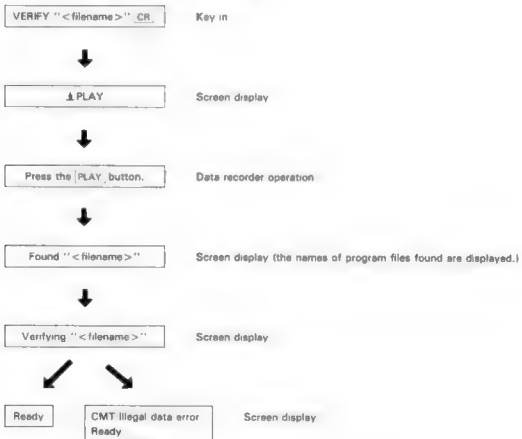 VERIFY "<filename>" CR Key in
⤓ PLAY Screen display
Press the PLAY button. Data recorder operation
Found "<filename>" Screen display (the names of program files found are displayed.)
Verifying "<filename>" Screen display
Ready CMT Illegal data error Screen display
Ready